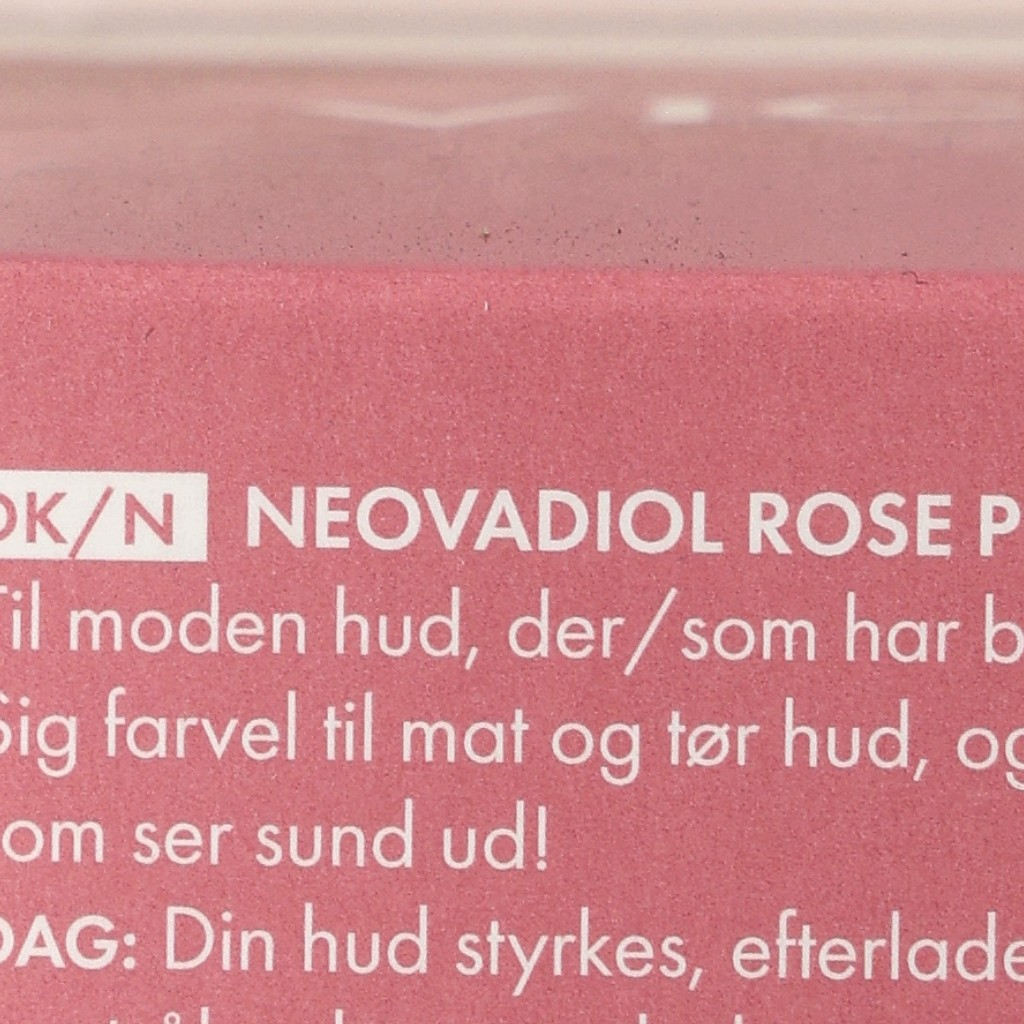 DK/N NEOVADIOL ROSE P
Til moden hud, der/som har b
Sig farvel til mat og tør hud, og
om ser sund ud!
DAG: Din hud styrkes, efterlade